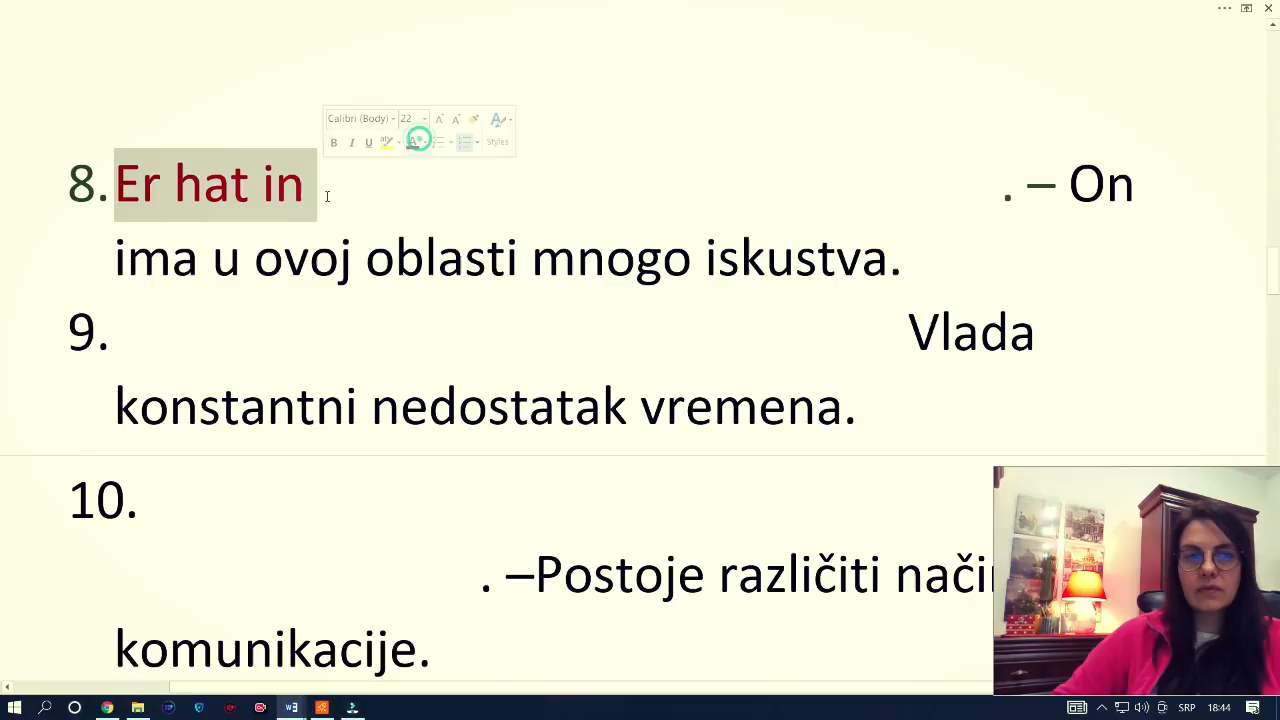 Calibri (Body) 22
B I U Styles
8. Er hat in . – On
ima u ovoj oblasti mnogo iskustva.
9. Vlada
konstantni nedostatak vremena.
10.
. –Postoje različiti nači
komunikacije.
SRP 18:44